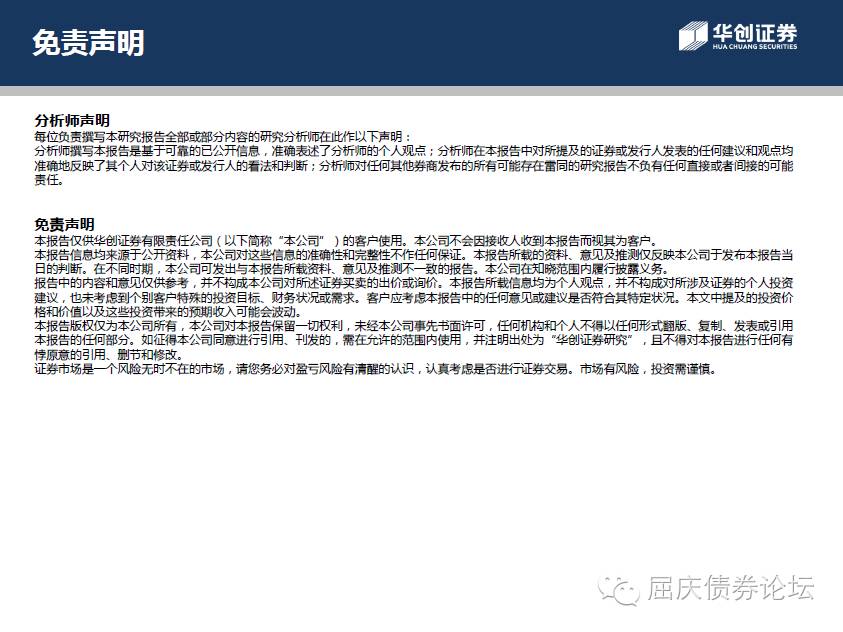 免责声明
华创证券
HUA CHUANG SECURITIES
分析师声明
每位负责撰写本研究报告全部或部分内容的研究分析师在此作以下声明：
分析师撰写本报告是基于可靠的已公开信息，准确表述了分析师的个人观点；分析师在本报告中对所提及的证券或发行人发表的任何建议和观点均
准确地反映了其个人对该证券或发行人的看法和判断；分析师对任何其他券商发布的所有可能存在雷同的研究报告不负有任何直接或者间接的可能
责任。
免责声明
本报告仅供华创证券有限责任公司（以下简称“本公司”）的客户使用。本公司不会因接收人收到本报告而视其为客户。
本报告信息均来源于公开资料，本公司对这些信息的准确性和完整性不作任何保证。本报告所载的资料、意见及推测仅反映本公司于发布本报告当
日的判断。在不同时期，本公司可发出与本报告所载资料、意见及推测不一致的报告。本公司在知晓范围内履行披露义务。
报告中的内容和意见仅供参考，并不构成本公司对所述证券买卖的出价或询价。本报告所载信息均为个人观点，并不构成对所涉及证券的个人投资
建议，也未考虑到个别客户特殊的投资目标、财务状况或需求。客户应考虑本报告中的任何意见或建议是否符合其特定状况。本文中提及的投资价
格和价值以及这些投资带来的预期收入可能会波动。
本报告版权仅为本公司所有，本公司对本报告保留一切权利，未经本公司事先书面许可，任何机构和个人不得以任何形式翻版、复制、发表或引用
本报告的任何部分。如征得本公司同意进行引用、刊发的，需在允许的范围内使用，并注明出处为“华创证券研究”，且不得对本报告进行任何有
悖原意的引用、删节和修改。
证券市场是一个风险无时不在的市场，请您务必对盈亏风险有清醒的认识，认真考虑是否进行证券交易。市场有风险，投资需谨慎。
屈庆债券论坛